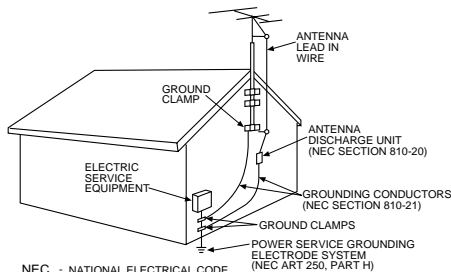 ANTENNA
LEAD IN
WIRE
GROUND
CLAMP
ANTENNA
DISCHARGE UNIT
(NEC SECTION 810-20)
ELECTRIC
SERVICE
EQUIPMENT
GROUNDING CONDUCTORS
(NEC SECTION 810-21)
GROUND CLAMPS
POWER SERVICE GROUNDING
ELECTRODE SYSTEM
(NEC ART 250, PART H)
NEC - NATIONAL ELECTRICAL CODE